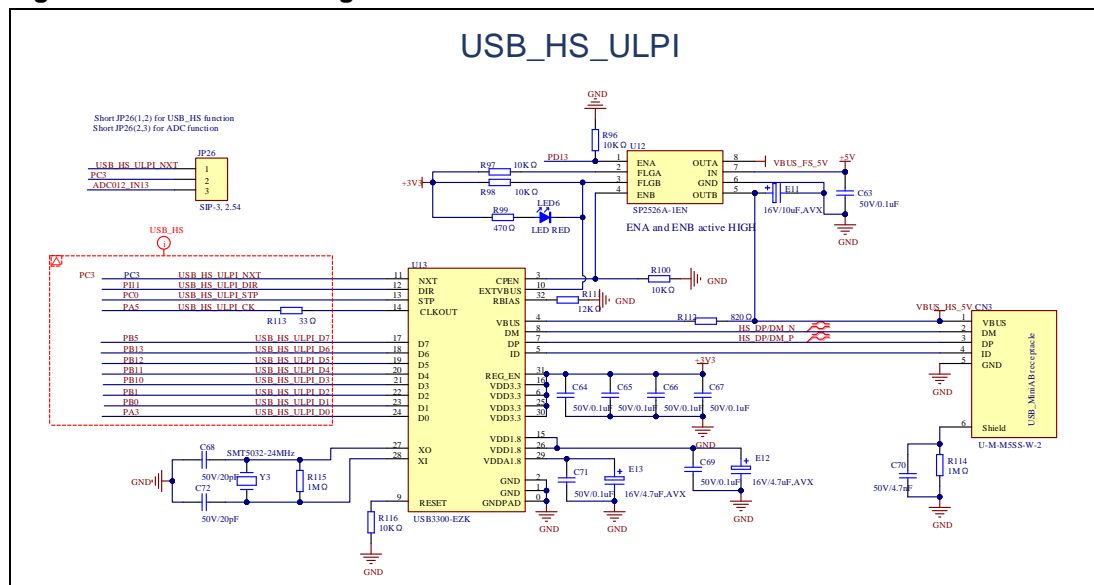 USB_HS_ULPI
Short JP26(1,2) for USB_HS function
Short JP26(2,3) for ADC function
JP26
USB_HS_ULPI_NXT 1
PC3 2
ADC012_IN13 3
SIP-3, 2.54
GND
R96
10KΩ
U12
PD13
1 ENA OUTA 8 VBUS_FS_5V
2 FLGA IN 7 +5V
3 FLGB GND 6
4 ENB OUTB 5
SP2526A-1EN
ENA and ENB active HIGH
R97 10KΩ
+3V3
R98 10KΩ
R99
470Ω
LED6
LED RED
E11
16V/10uF,AVX
C63
50V/0.1uF
GND
USB_HS
i
U13
PC3 PC3 USB_HS_ULPI_NXT 11 NXT
PI11 USB_HS_ULPI_DIR 12 DIR
PC0 USB_HS_ULPI_STP 13 STP
PA5 USB_HS_ULPI_CK 14 CLKOUT
R113 33Ω
PB5 USB_HS_ULPI_D7 17 D7
PB13 USB_HS_ULPI_D6 18 D6
PB12 USB_HS_ULPI_D5 19 D5
PB11 USB_HS_ULPI_D4 20 D4
PB10 USB_HS_ULPI_D3 21 D3
PB1 USB_HS_ULPI_D2 22 D2
PB0 USB_HS_ULPI_D1 23 D1
PA3 USB_HS_ULPI_D0 24 D0
27 XO
28 XI
9 RESET
CPEN 3
EXTVBUS 10
RBIAS 32
VBUS 4
DM 8
DP 7
ID 5
REG_EN 31
VDD3.3 16
VDD3.3 6
VDD3.3 25
VDD3.3 30
VDD1.8 15
VDD1.8 26
VDDA1.8 29
GND 2
GND 1
GNDPAD 0
USB3300-EZK
R100
10KΩ
GND
R111
12KΩ
GND
R112 820Ω
HS_DP/DM_N
HS_DP/DM_P
VBUS_HS_5V
CN3
1 VBUS
2 DM
3 DP
4 ID
5 GND
6 Shield
USB_MiniAB receptacle
U-M-M5SS-W-2
GND
+3V3
C64
50V/0.1uF
C65
50V/0.1uF
C66
50V/0.1uF
C67
50V/0.1uF
GND
C68
50V/20pF
SMT5032-24MHz
Y3
R115
1MΩ
GND
C72
50V/20pF
R116
10KΩ
GND
C71
50V/0.1uF
E13
16V/4.7uF,AVX
GND
GND
C69
50V/0.1uF
E12
16V/4.7uF,AVX
GND
C70
50V/4.7nF
R114
1MΩ
GND